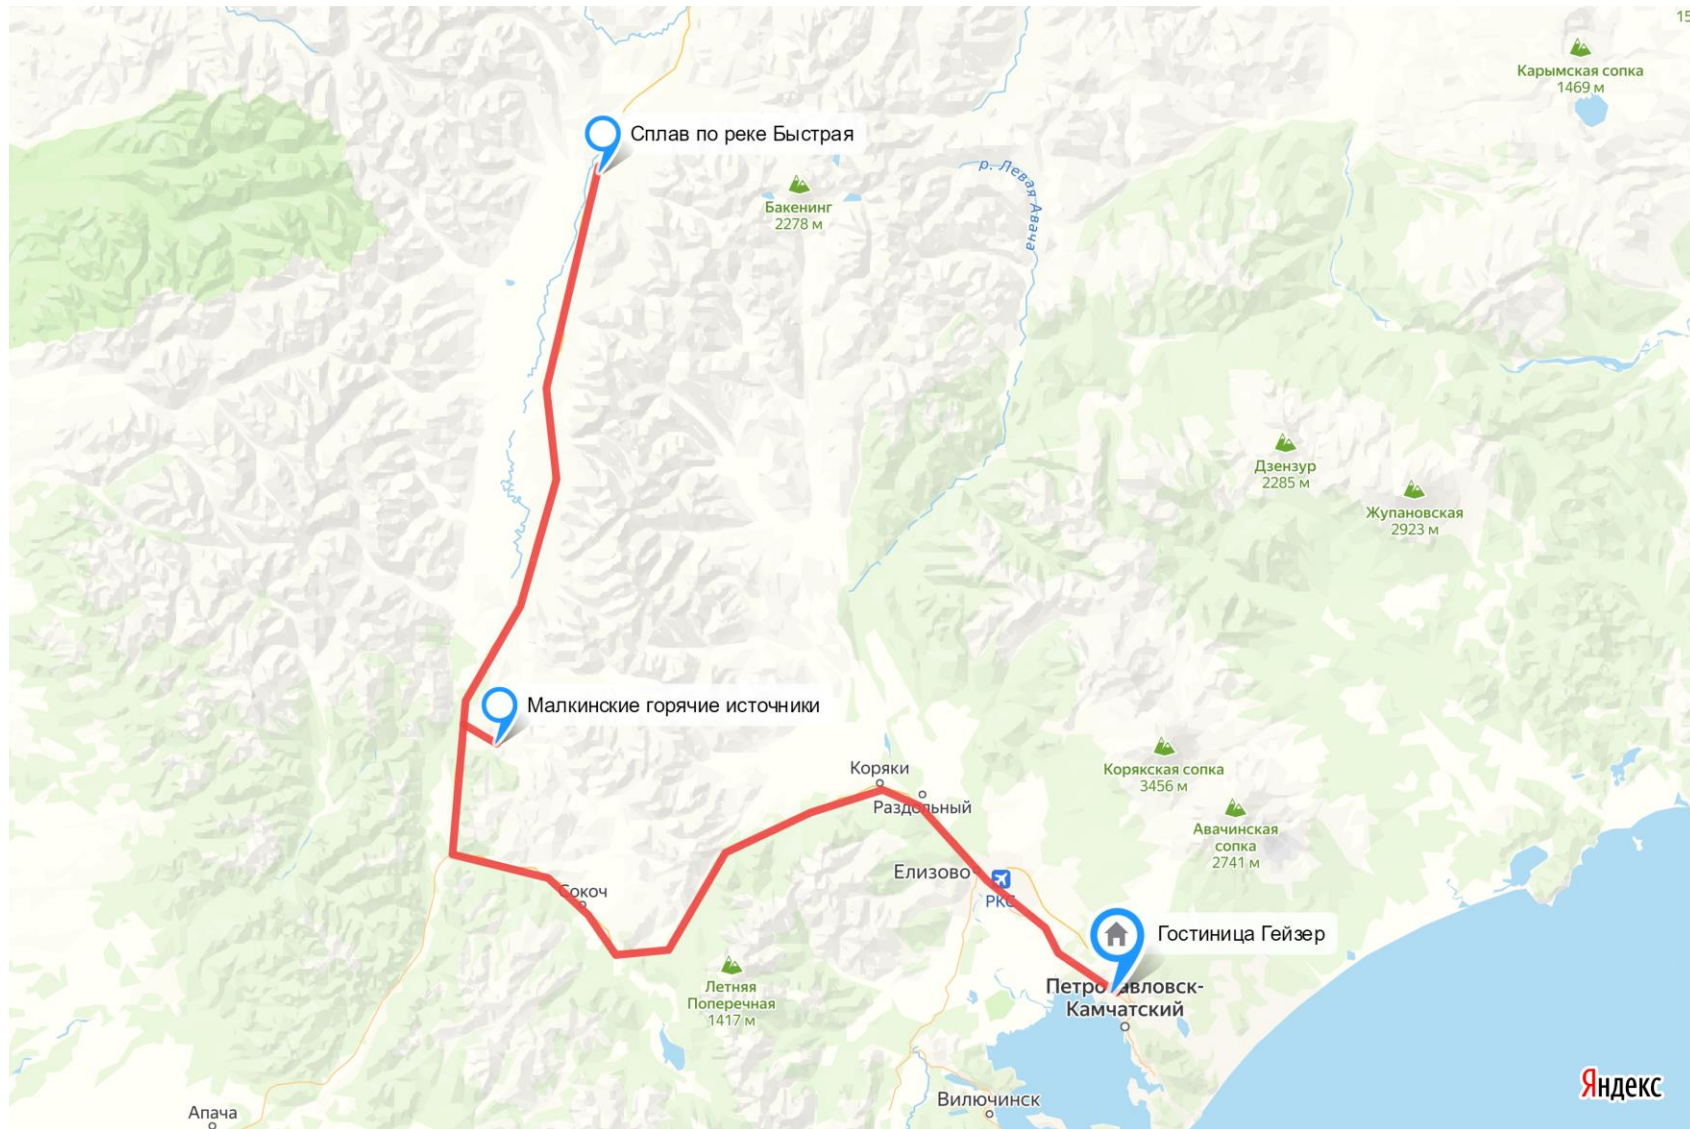 15
Карымская сопка
1469 м
Сплав по реке Быстрая
р. Левая Авача
Бакенинг
2278 м
Дзензур
2285 м
Жупановская
2923 м
Малкинские горячие источники
Коряки
Раздольный
Корякская сопка
3456 м
Авачинская
сопка
2741 м
Елизово
РКС
Сокоч
Гостиница Гейзер
Летняя
Поперечная
1417 м
Петропавловск-
Камчатский
Вилючинск
Апача
Яндекс